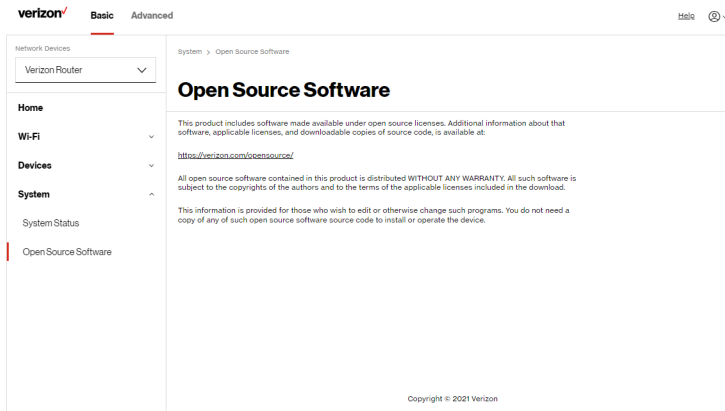 verizon
Basic
Advanced
Help
Network Devices
Verizon Router
Home
Wi-Fi
Devices
System
System Status
Open Source Software
System > Open Source Software
Open Source Software
This product includes software made available under open source licenses. Additional information about that
software, applicable licenses, and downloadable copies of source code, is available at:
https://verizon.com/opensource/
All open source software contained in this product is distributed WITHOUT ANY WARRANTY. All such software is
subject to the copyrights of the authors and to the terms of the applicable licenses included in the download.
This information is provided for those who wish to edit or otherwise change such programs. You do not need a
copy of any of such open source software source code to install or operate the device.
Copyright © 2021 Verizon